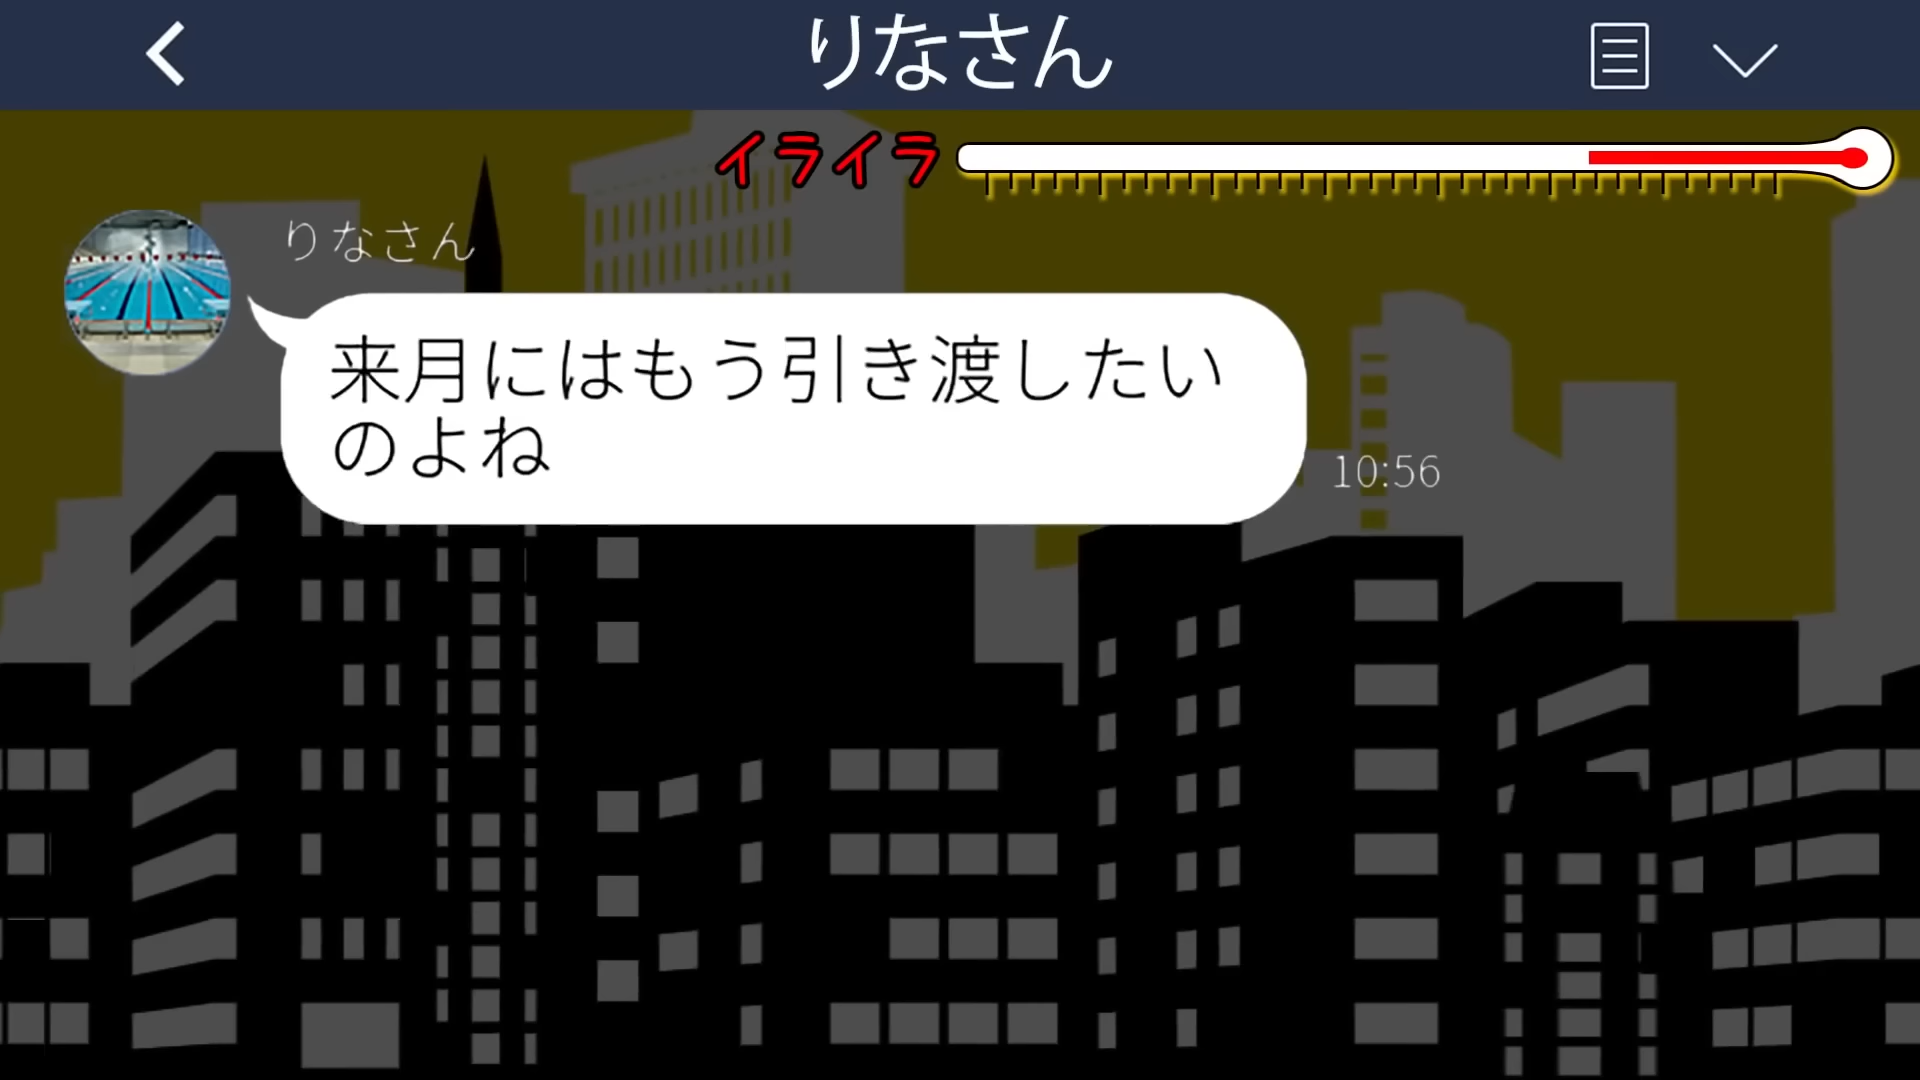 りなさん
イライラ
りなさん
来月にはもう引き渡したい
のよね
10:56